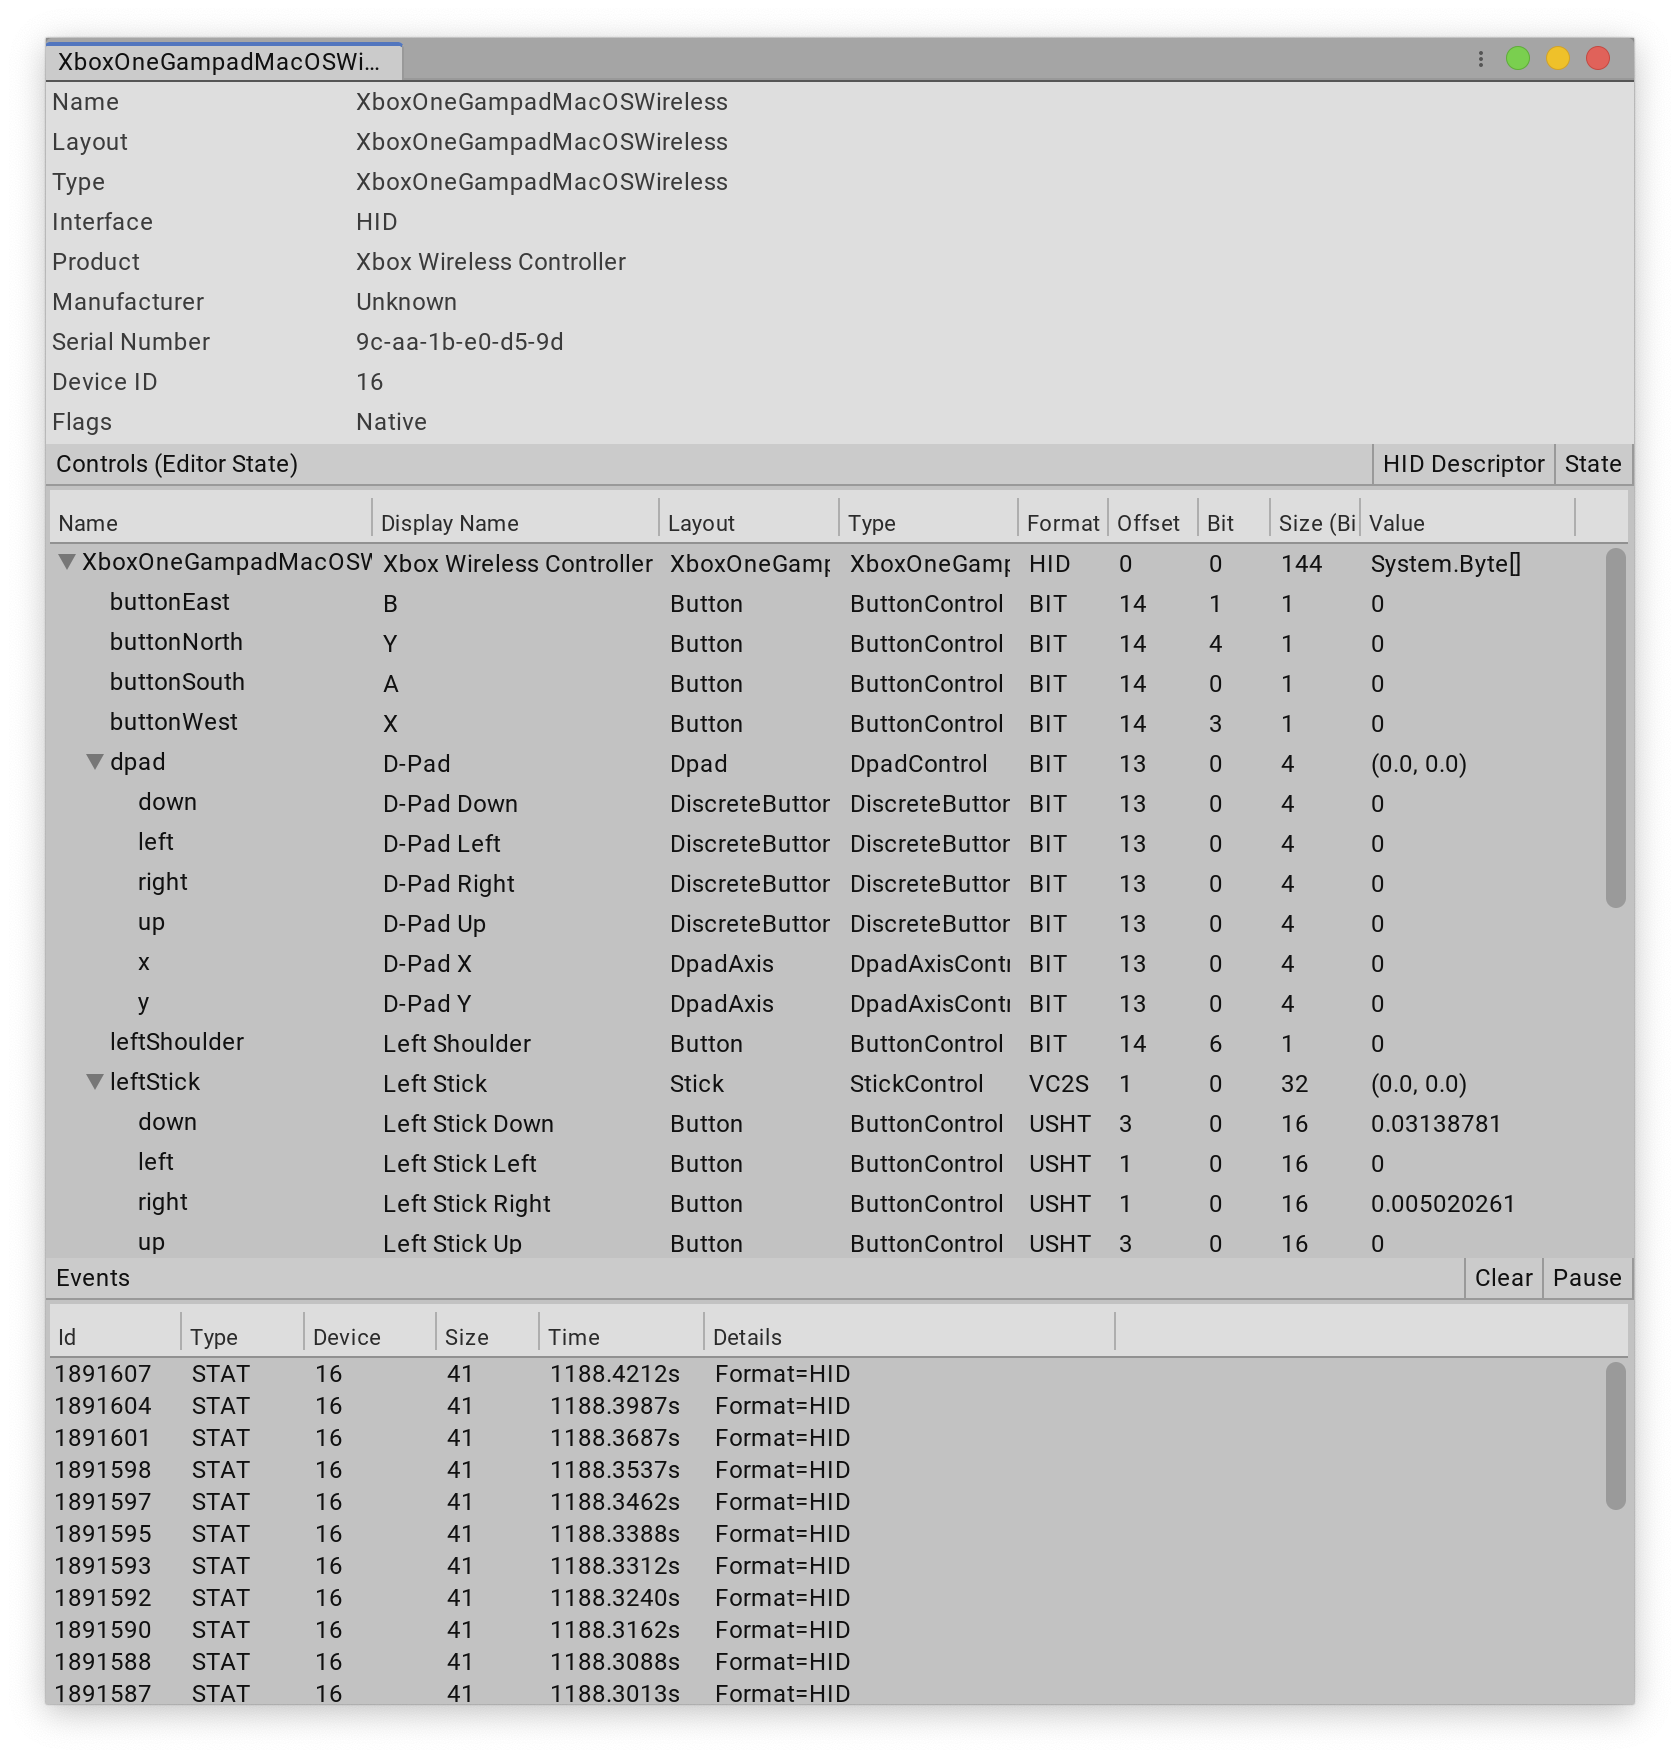 XboxOneGampadMacOSWi...
Name XboxOneGampadMacOSWireless
Layout XboxOneGampadMacOSWireless
Type XboxOneGampadMacOSWireless
Interface HID
Product Xbox Wireless Controller
Manufacturer Unknown
Serial Number 9c-aa-1b-e0-d5-9d
Device ID 16
Flags Native
Controls (Editor State) HID Descriptor State
Name Display Name Layout Type Format Offset Bit Size (Bi Value
XboxOneGampadMacOSW Xbox Wireless Controller XboxOneGamp XboxOneGamp HID 0 0 144 System.Byte[]
buttonEast B Button ButtonControl BIT 14 1 1 0
buttonNorth Y Button ButtonControl BIT 14 4 1 0
buttonSouth A Button ButtonControl BIT 14 0 1 0
buttonWest X Button ButtonControl BIT 14 3 1 0
dpad D-Pad Dpad DpadControl BIT 13 0 4 (0.0, 0.0)
down D-Pad Down DiscreteButtor DiscreteButtor BIT 13 0 4 0
left D-Pad Left DiscreteButtor DiscreteButtor BIT 13 0 4 0
right D-Pad Right DiscreteButtor DiscreteButtor BIT 13 0 4 0
up D-Pad Up DiscreteButtor DiscreteButtor BIT 13 0 4 0
x D-Pad X DpadAxis DpadAxisContr BIT 13 0 4 0
y D-Pad Y DpadAxis DpadAxisContr BIT 13 0 4 0
leftShoulder Left Shoulder Button ButtonControl BIT 14 6 1 0
leftStick Left Stick Stick StickControl VC2S 1 0 32 (0.0, 0.0)
down Left Stick Down Button ButtonControl USHT 3 0 16 0.03138781
left Left Stick Left Button ButtonControl USHT 1 0 16 0
right Left Stick Right Button ButtonControl USHT 1 0 16 0.005020261
up Left Stick Up Button ButtonControl USHT 3 0 16 0
Events Clear Pause
Id Type Device Size Time Details
1891607 STAT 16 41 1188.4212s Format=HID
1891604 STAT 16 41 1188.3987s Format=HID
1891601 STAT 16 41 1188.3687s Format=HID
1891598 STAT 16 41 1188.3537s Format=HID
1891597 STAT 16 41 1188.3462s Format=HID
1891595 STAT 16 41 1188.3388s Format=HID
1891593 STAT 16 41 1188.3312s Format=HID
1891592 STAT 16 41 1188.3240s Format=HID
1891590 STAT 16 41 1188.3162s Format=HID
1891588 STAT 16 41 1188.3088s Format=HID
1891587 STAT 16 41 1188.3013s Format=HID